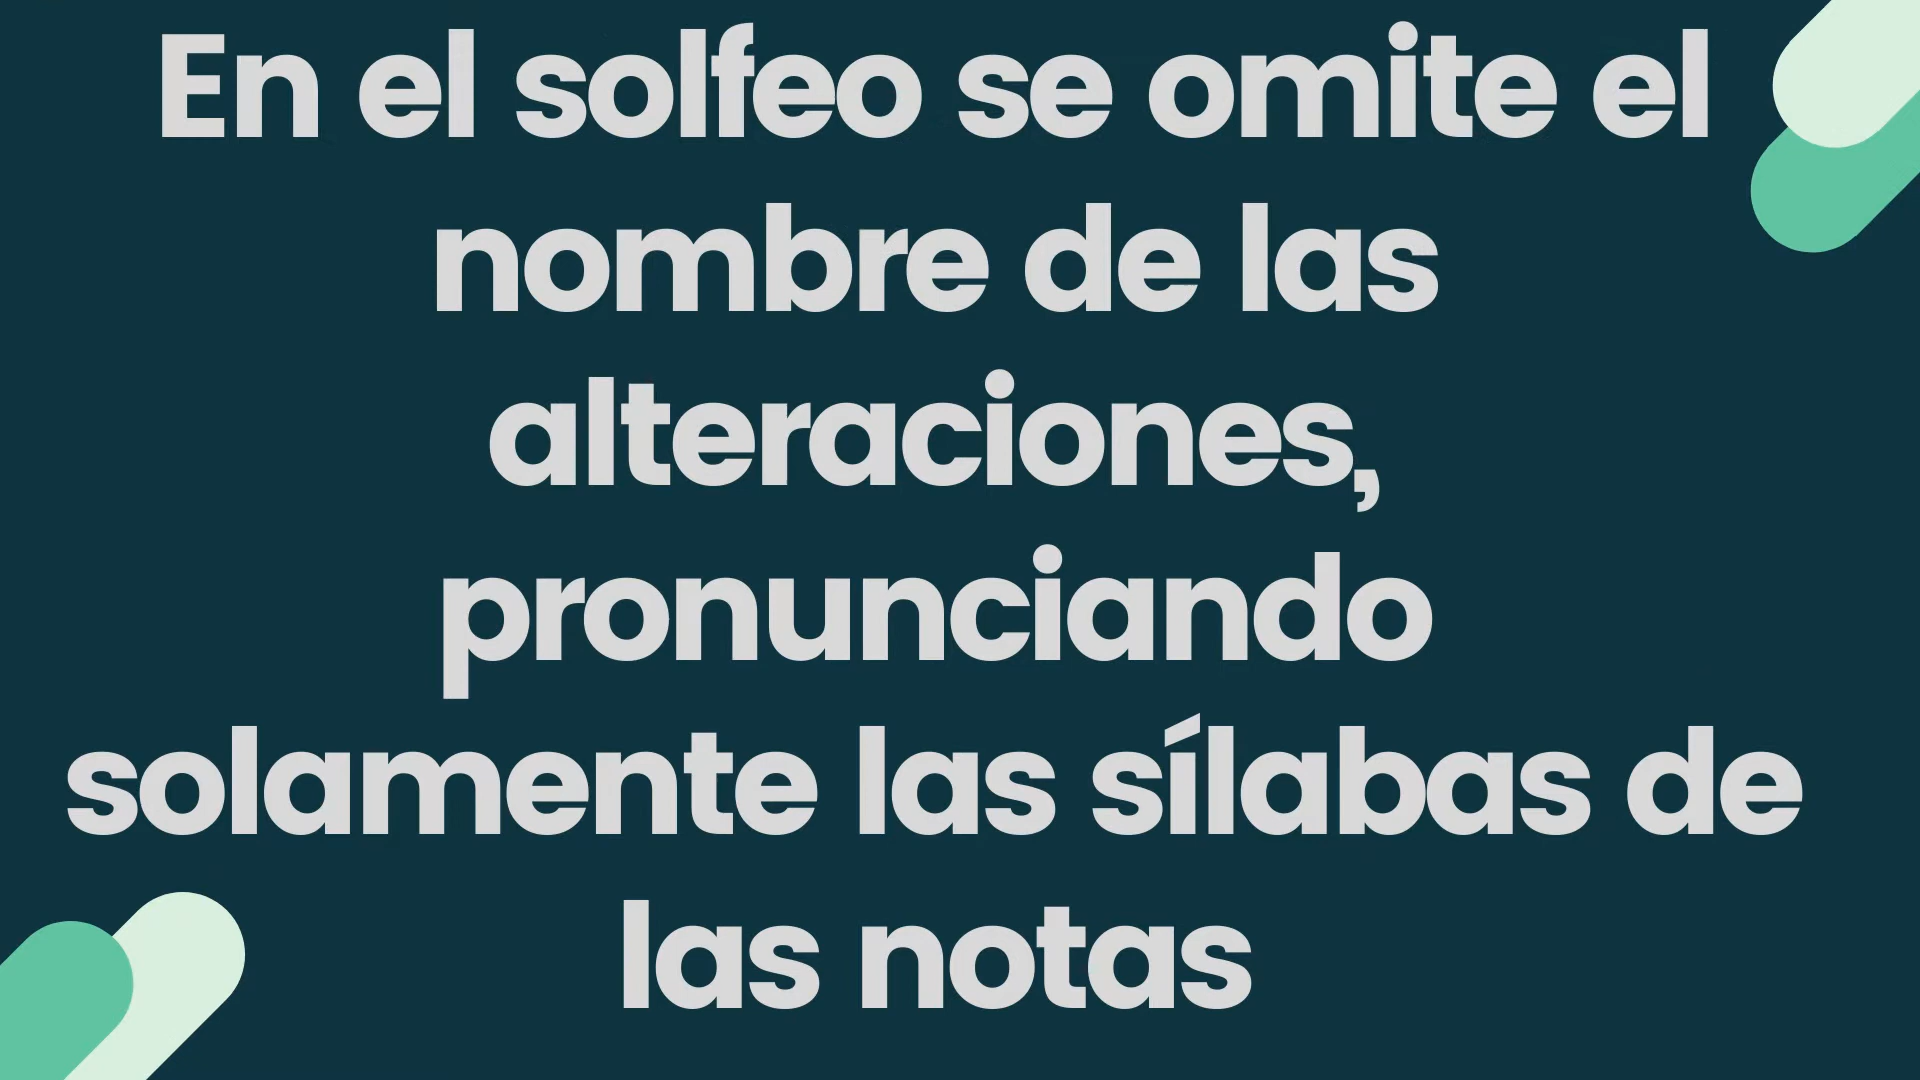 En el solfeo se omite el
nombre de las
alteraciones,
pronunciando
solamente las sílabas de
las notas